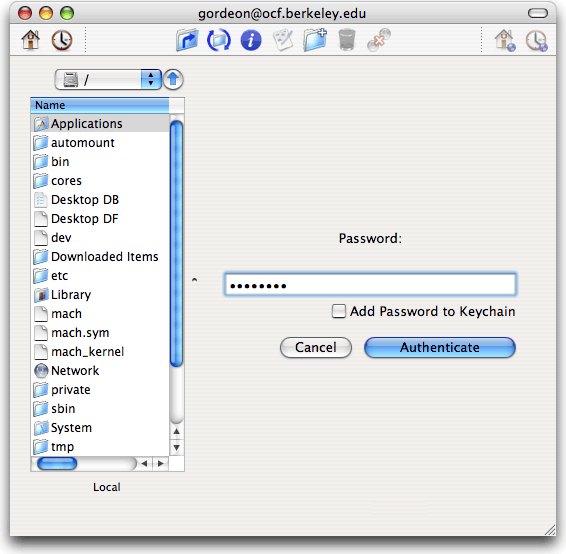 gordeon@ocf.berkeley.edu
/
Name
Applications
automount
bin
cores
Desktop DB
Desktop DF
dev
Downloaded Items
etc
Library
mach
mach.sym
mach_kernel
Network
private
sbin
System
tmp
Local
Password:
••••••••
Add Password to Keychain
Cancel
Authenticate